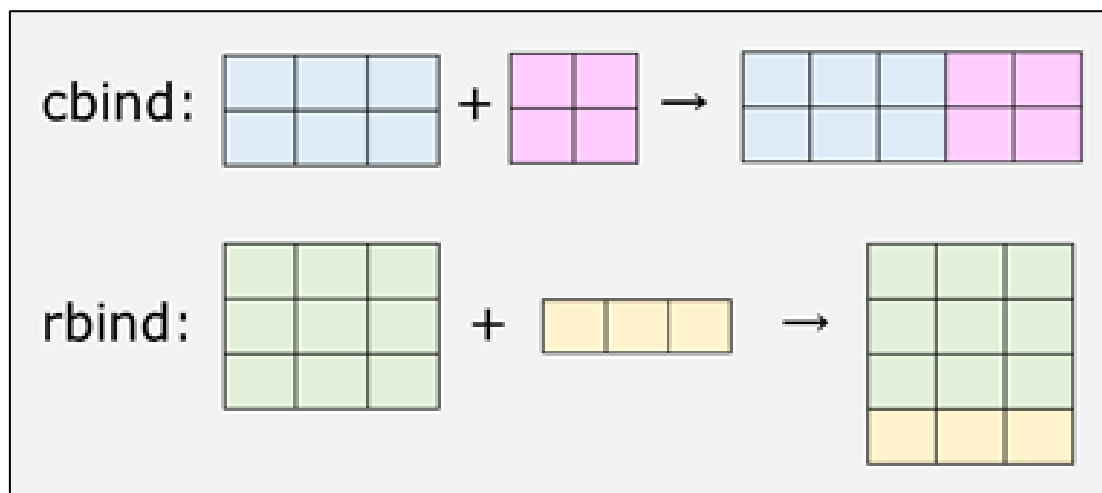 cbind: + →
rbind: + →